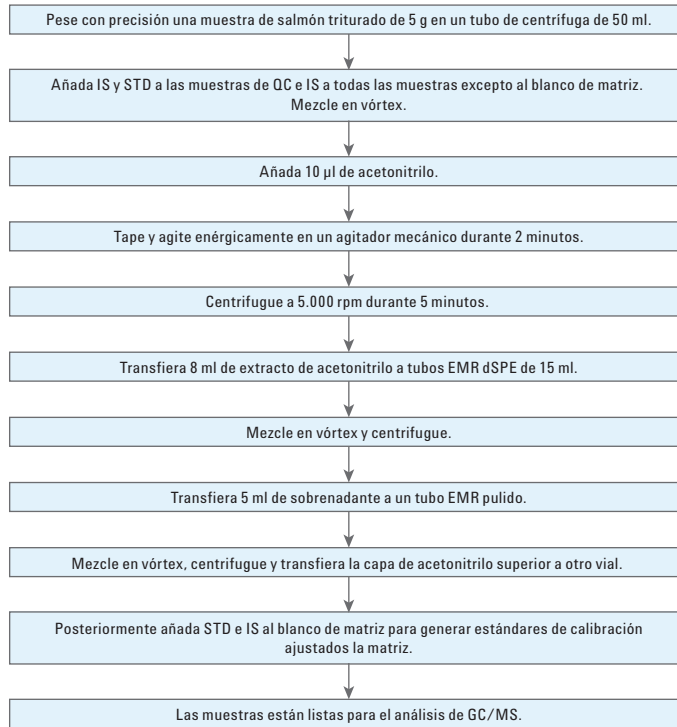 Pese con precisión una muestra de salmón triturado de 5 g en un tubo de centrífuga de 50 ml.
Añada IS y STD a las muestras de QC e IS a todas las muestras excepto al blanco de matriz.
Mezcle en vórtex.
Añada 10 µl de acetonitrilo.
Tape y agite enérgicamente en un agitador mecánico durante 2 minutos.
Centrifugue a 5.000 rpm durante 5 minutos.
Transfiera 8 ml de extracto de acetonitrilo a tubos EMR dSPE de 15 ml.
Mezcle en vórtex y centrifugue.
Transfiera 5 ml de sobrenadante a un tubo EMR pulido.
Mezcle en vórtex, centrifugue y transfiera la capa de acetonitrilo superior a otro vial.
Posteriormente añada STD e IS al blanco de matriz para generar estándares de calibración
ajustados la matriz.
Las muestras están listas para el análisis de GC/MS.